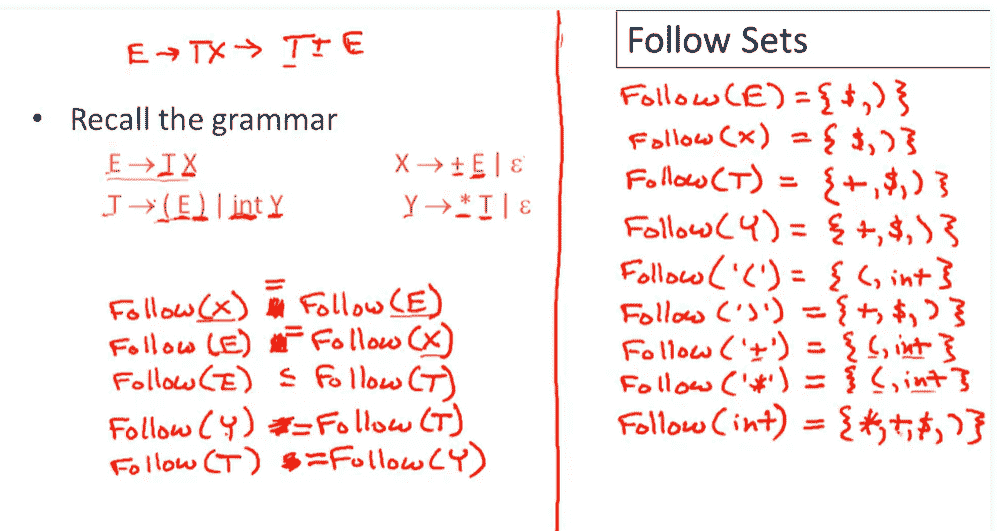 E → TX → T + E
• Recall the grammar
E → T X    X → + E | ε
T → ( E ) | int Y    Y → * T | ε
Follow(X) = Follow(E)
Follow(E) = Follow(X)
Follow(E) ⊆ Follow(T)
Follow(Y) = Follow(T)
Follow(T) = Follow(Y)
Follow Sets
Follow(E) = { $, ) }
Follow(X) = { $, ) }
Follow(T) = { +, $, ) }
Follow(Y) = { +, $, ) }
Follow('(') = { (, int }
Follow(')') = { +, $, ) }
Follow('+') = { (, int }
Follow('*') = { (, int }
Follow(int) = { *, +, $, ) }